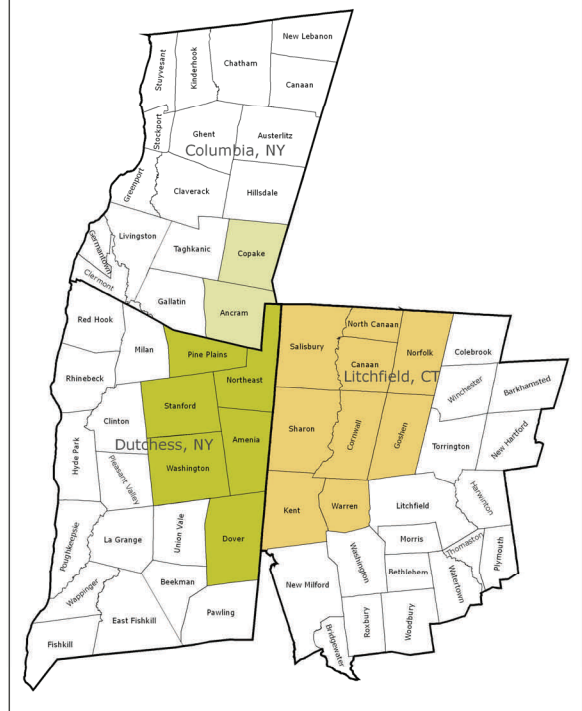 New Lebanon
Stuyvesant
Kinderhook
Chatham
Canaan
Stockport
Ghent
Austerlitz
Columbia, NY
Greenport
Claverack
Hillsdale
Livingston
Germantown
Taghkanic
Copake
Clermont
Gallatin
Ancram
Red Hook
Milan
Pine Plains
Rhinebeck
Northeast
Stanford
Clinton
Hyde Park
Dutchess, NY
Amenia
Pleasant Valley
Washington
Poughkeepsie
La Grange
Union Vale
Dover
Wappinger
Beekman
East Fishkill
Pawling
Fishkill
North Canaan
Salisbury
Canaan
Norfolk
Colebrook
Litchfield, CT
Winchester
Barkhamsted
Sharon
Cornwall
Goshen
Torrington
New Hartford
Kent
Warren
Litchfield
Harwinton
Morris
Thomaston
Plymouth
Washington
Bethlehem
Watertown
New Milford
Roxbury
Woodbury
Bridgewater